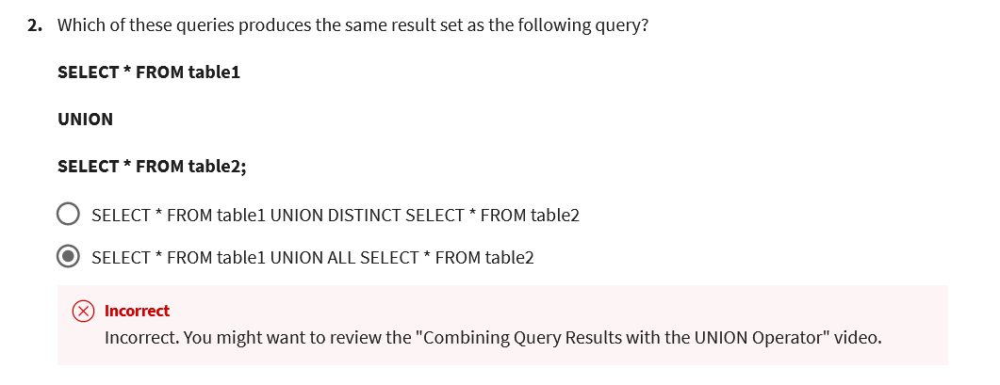 2. Which of these queries produces the same result set as the following query?
SELECT * FROM table1
UNION
SELECT * FROM table2;
SELECT * FROM table1 UNION DISTINCT SELECT * FROM table2
SELECT * FROM table1 UNION ALL SELECT * FROM table2
Incorrect
Incorrect. You might want to review the "Combining Query Results with the UNION Operator" video.